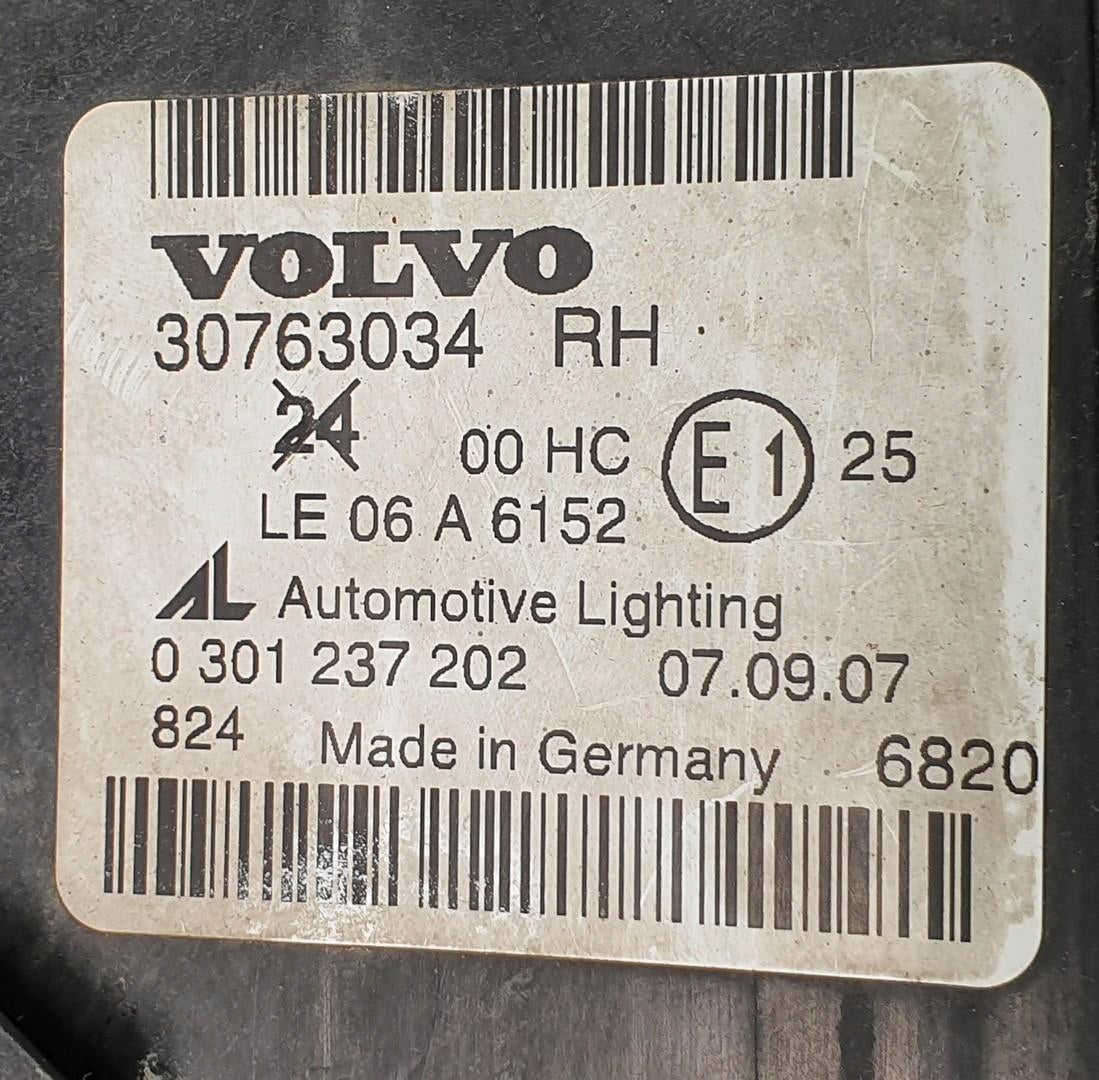 VOLVO
30763034 RH
24 00 HC E1 25
LE 06 A 6152
AL Automotive Lighting
0 301 237 202 07.09.07
824 Made in Germany 6820